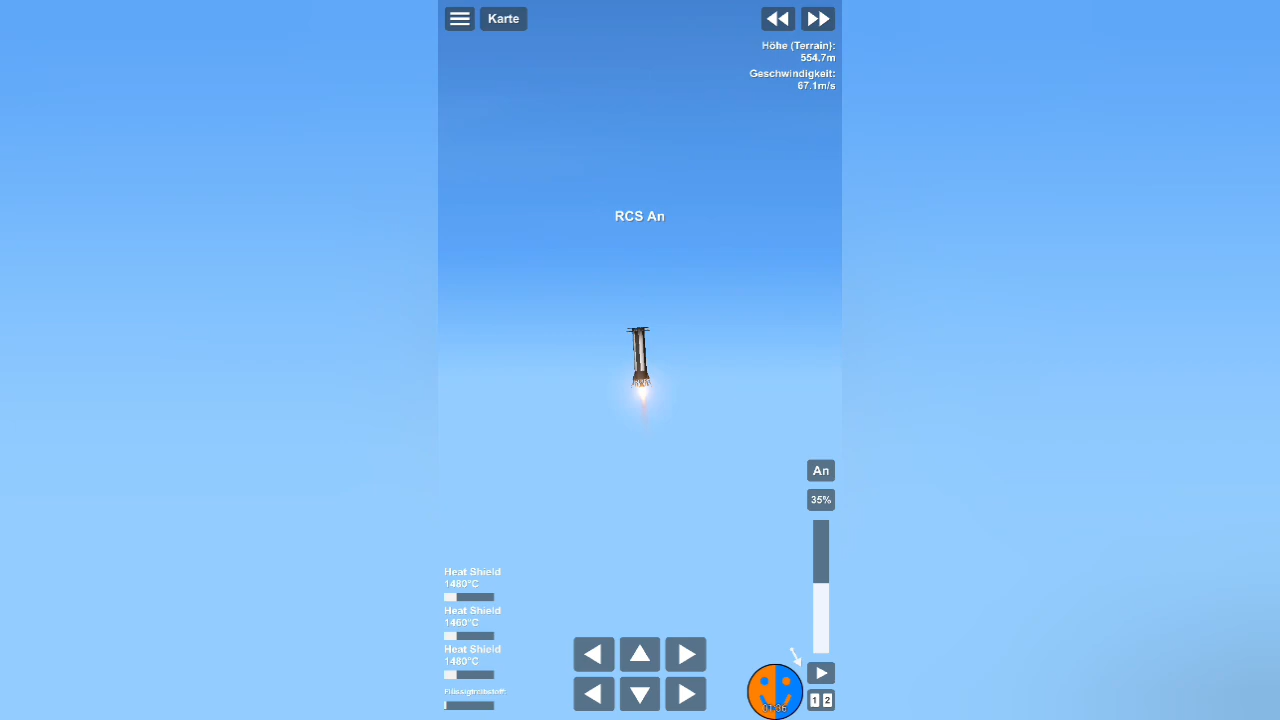 Karte
Höhe (Terrain):
554.7m
Geschwindigkeit:
67.1m/s
RCS An
An
35%
Heat Shield
1480°C
Heat Shield
1460°C
Heat Shield
1480°C
1 2